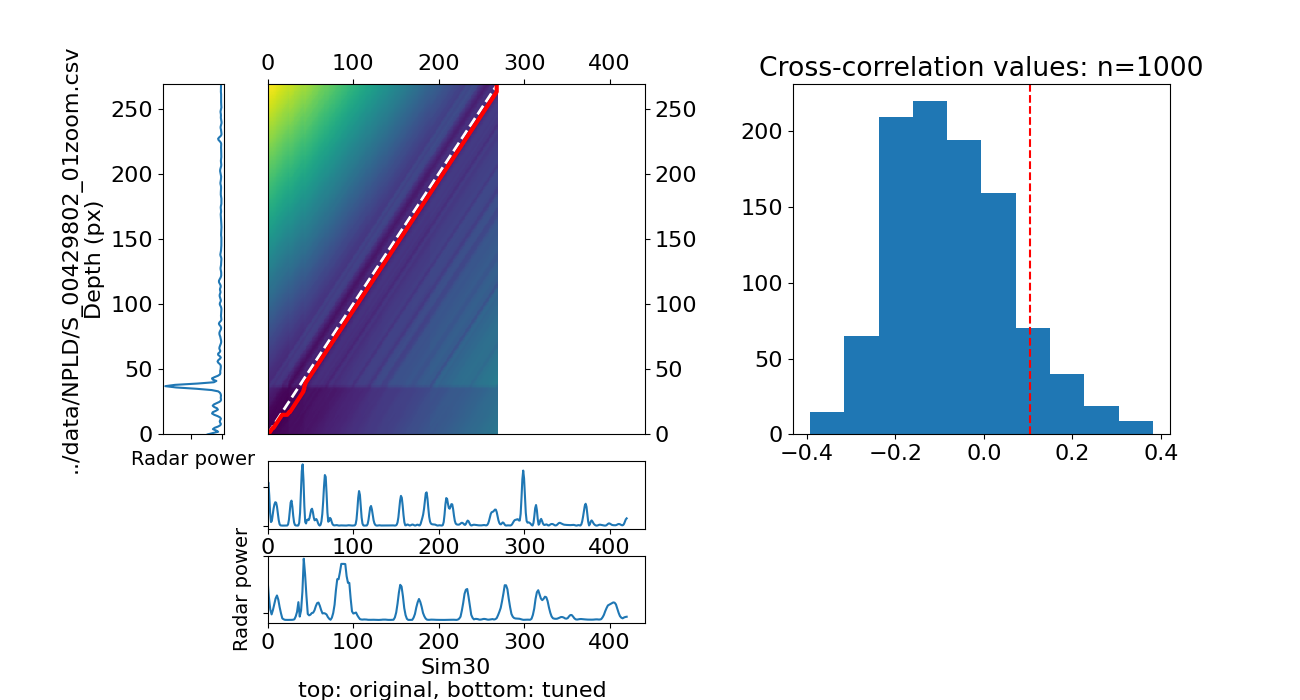 0 100 200 300 400
Cross-correlation values: n=1000
../data/NPLD/S_00429802_01zoom.csv
Depth (px)
250
200
150
100
50
0
250
200
150
100
50
0
200
150
100
50
0
−0.4 −0.2 0.0 0.2 0.4
Radar power
0 100 200 300 400
Radar power
0 100 200 300 400
Sim30
top: original, bottom: tuned